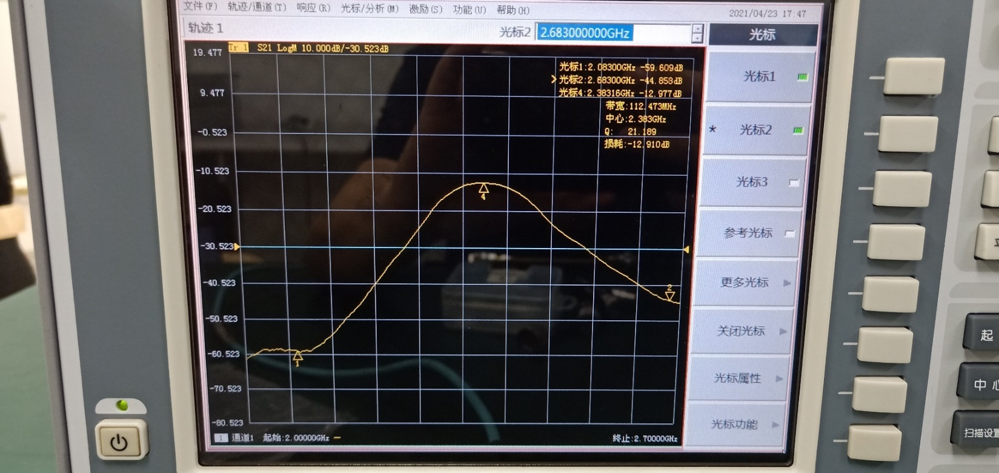 文件(F) 轨迹/通道(T) 响应(R) 光标/分析(M) 激励(S) 功能(U) 帮助(H)
2021/04/23 17:47
轨迹 1
光标2 2.683000000GHz
光标
Tr 1 S21 LogM 10.000dB/-30.523dB
19.477
9.477
-0.523
-10.523
-20.523
-30.523
-40.523
-50.523
-60.523
-70.523
-80.523
光标1:2.08300GHz -59.609dB
>光标2:2.68300GHz -44.853dB
光标4:2.38316GHz -12.977dB
带宽:112.473MHz
中心:2.383GHz
Q: 21.189
损耗:-12.910dB
4
2
1
光标1
* 光标2
光标3
参考光标
更多光标
关闭光标
光标属性
光标功能
1 通道1 起始:2.00000GHz
终止:2.70000GHz
起
中心
扫描设置